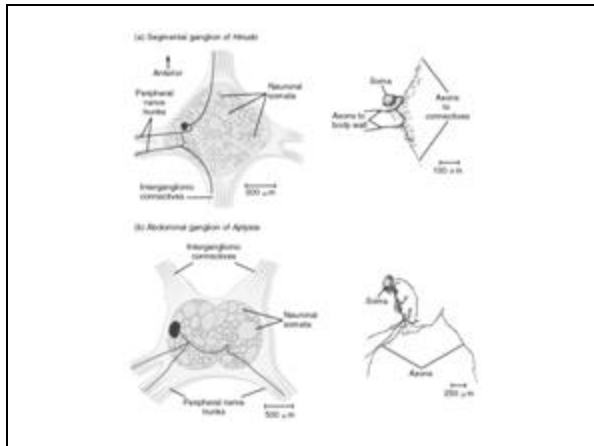 (a) Segmental ganglion of Hirudo
Anterior
Peripheral
nerve
trunks
Neuronal
somata
Interganglionic
connectives
500 μm
Soma
Axons to
body wall
Axons
to
connectives
100 μm
(b) Abdominal ganglion of Aplysia
Interganglionic
connectives
Neuronal
somata
Peripheral nerve
trunks
500 μm
Soma
Axons
250 μm